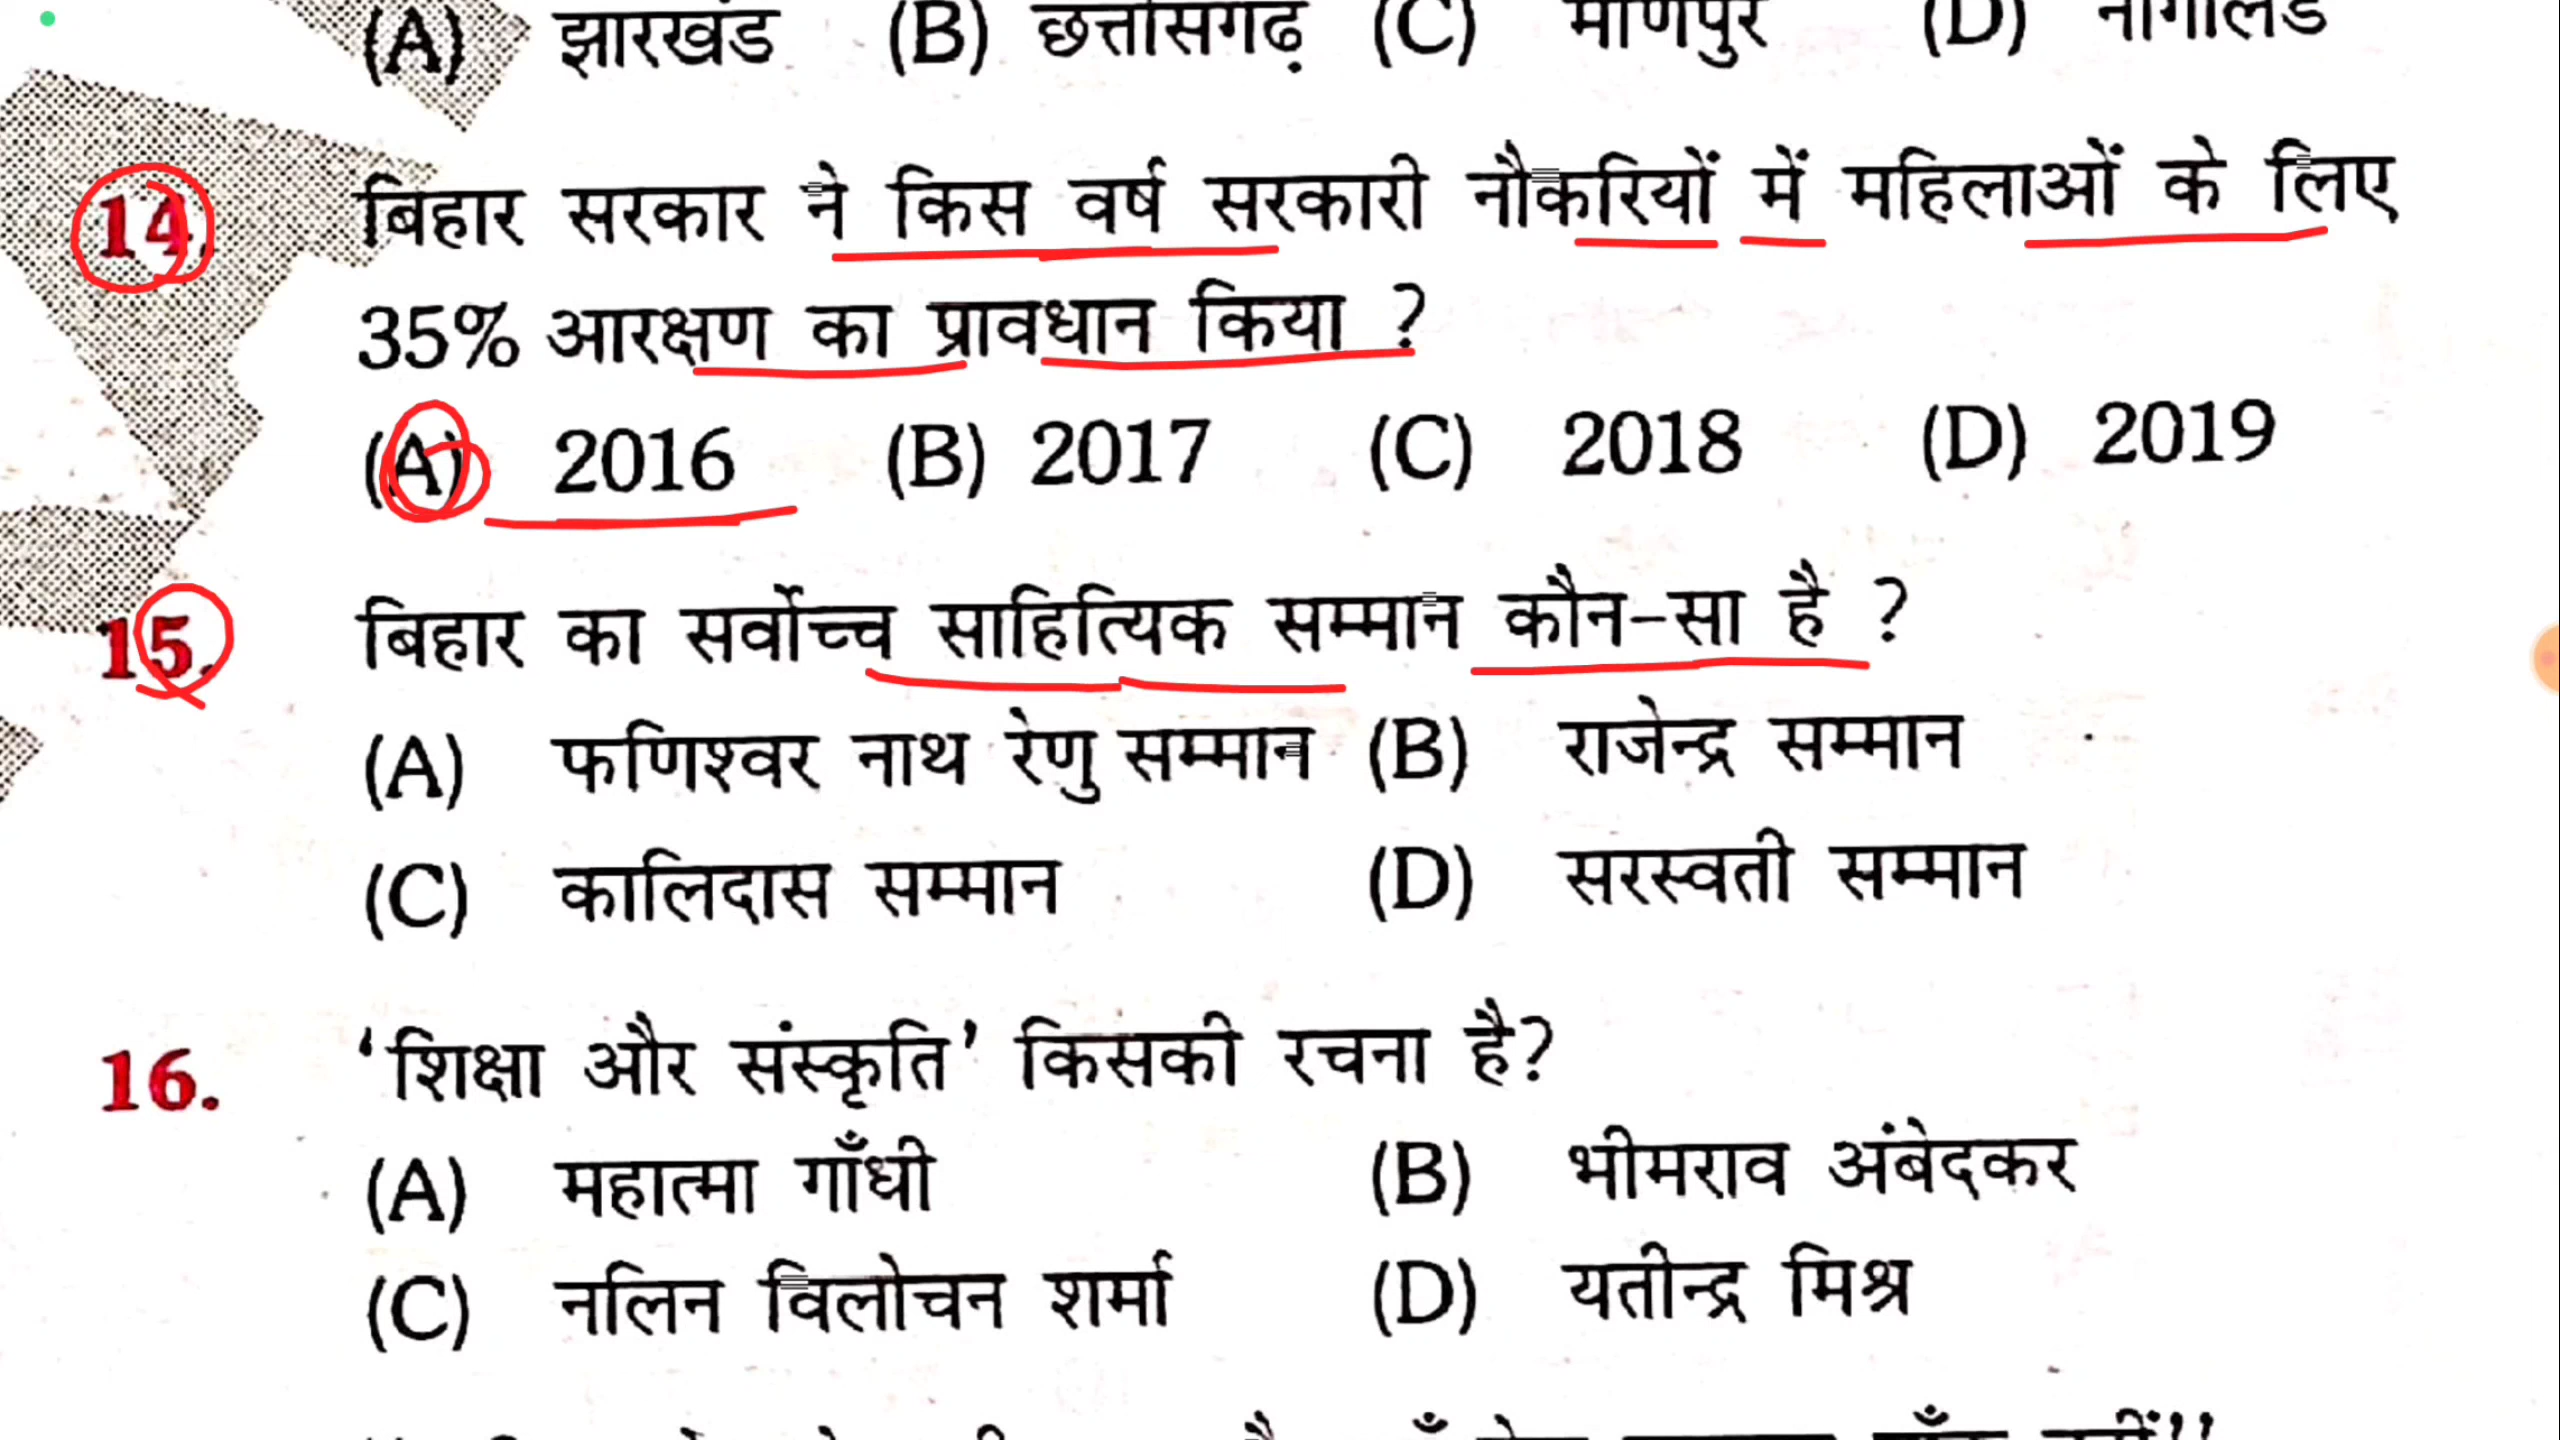 (A) झारखंड (B) छत्तीसगढ़ (C) मणिपुर (D) नागालैंड
14. बिहार सरकार ने किस वर्ष सरकारी नौकरियों में महिलाओं के लिए
35% आरक्षण का प्रावधान किया ?
(A) 2016 (B) 2017 (C) 2018 (D) 2019
15. बिहार का सर्वोच्च साहित्यिक सम्मान कौन-सा है ?
(A) फणिश्वर नाथ रेणु सम्मान (B) राजेन्द्र सम्मान
(C) कालिदास सम्मान (D) सरस्वती सम्मान
16. 'शिक्षा और संस्कृति' किसकी रचना है?
(A) महात्मा गाँधी (B) भीमराव अंबेदकर
(C) नलिन विलोचन शर्मा (D) यतीन्द्र मिश्र